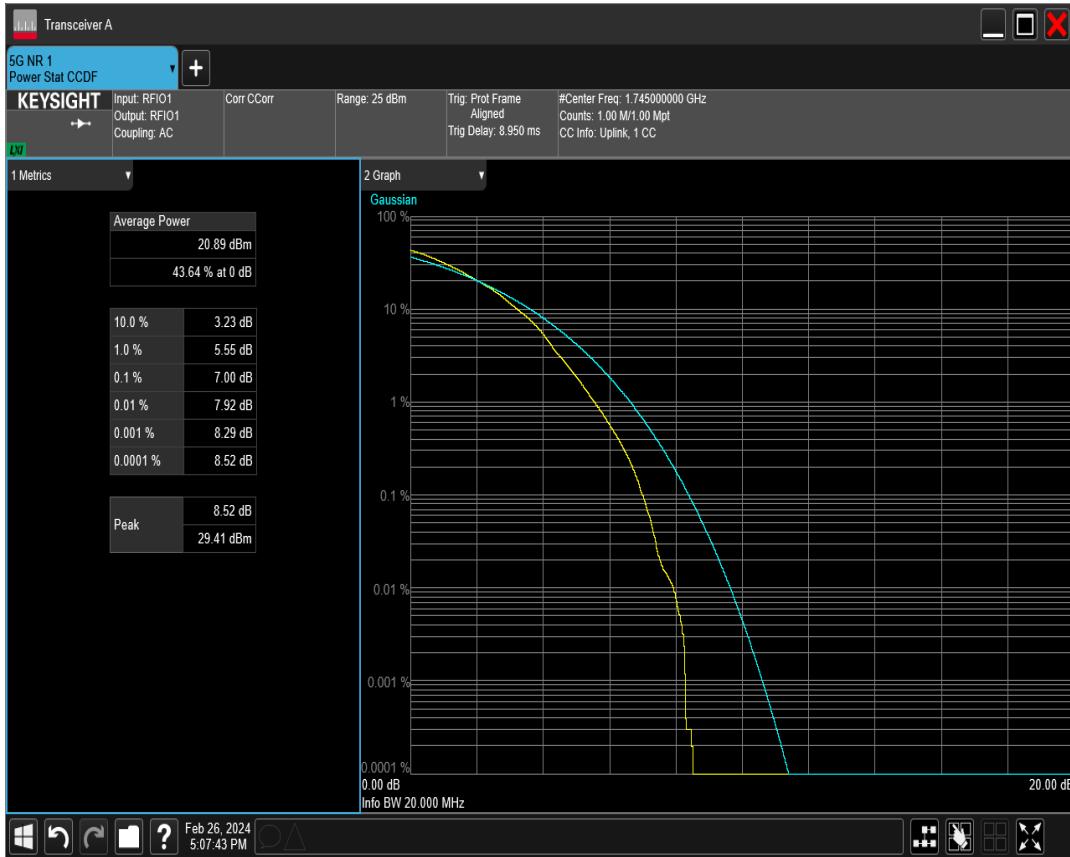 Transceiver A
5G NR 1
Power Stat CCDF
+
KEYSIGHT
LXI
Input: RFIO1
Output: RFIO1
Coupling: AC
Corr CCorr
Range: 25 dBm
Trig: Prot Frame
Aligned
Trig Delay: 8.950 ms
#Center Freq: 1.745000000 GHz
Counts: 1.00 M/1.00 Mpt
CC Info: Uplink, 1 CC
1 Metrics
Average Power
20.89 dBm
43.64 % at 0 dB
10.0 % 3.23 dB
1.0 % 5.55 dB
0.1 % 7.00 dB
0.01 % 7.92 dB
0.001 % 8.29 dB
0.0001 % 8.52 dB
Peak
8.52 dB
29.41 dBm
2 Graph
Gaussian
100 %
10 %
1 %
0.1 %
0.01 %
0.001 %
0.0001 %
0.00 dB 20.00 dB
Info BW 20.000 MHz
?
Feb 26, 2024
5:07:43 PM